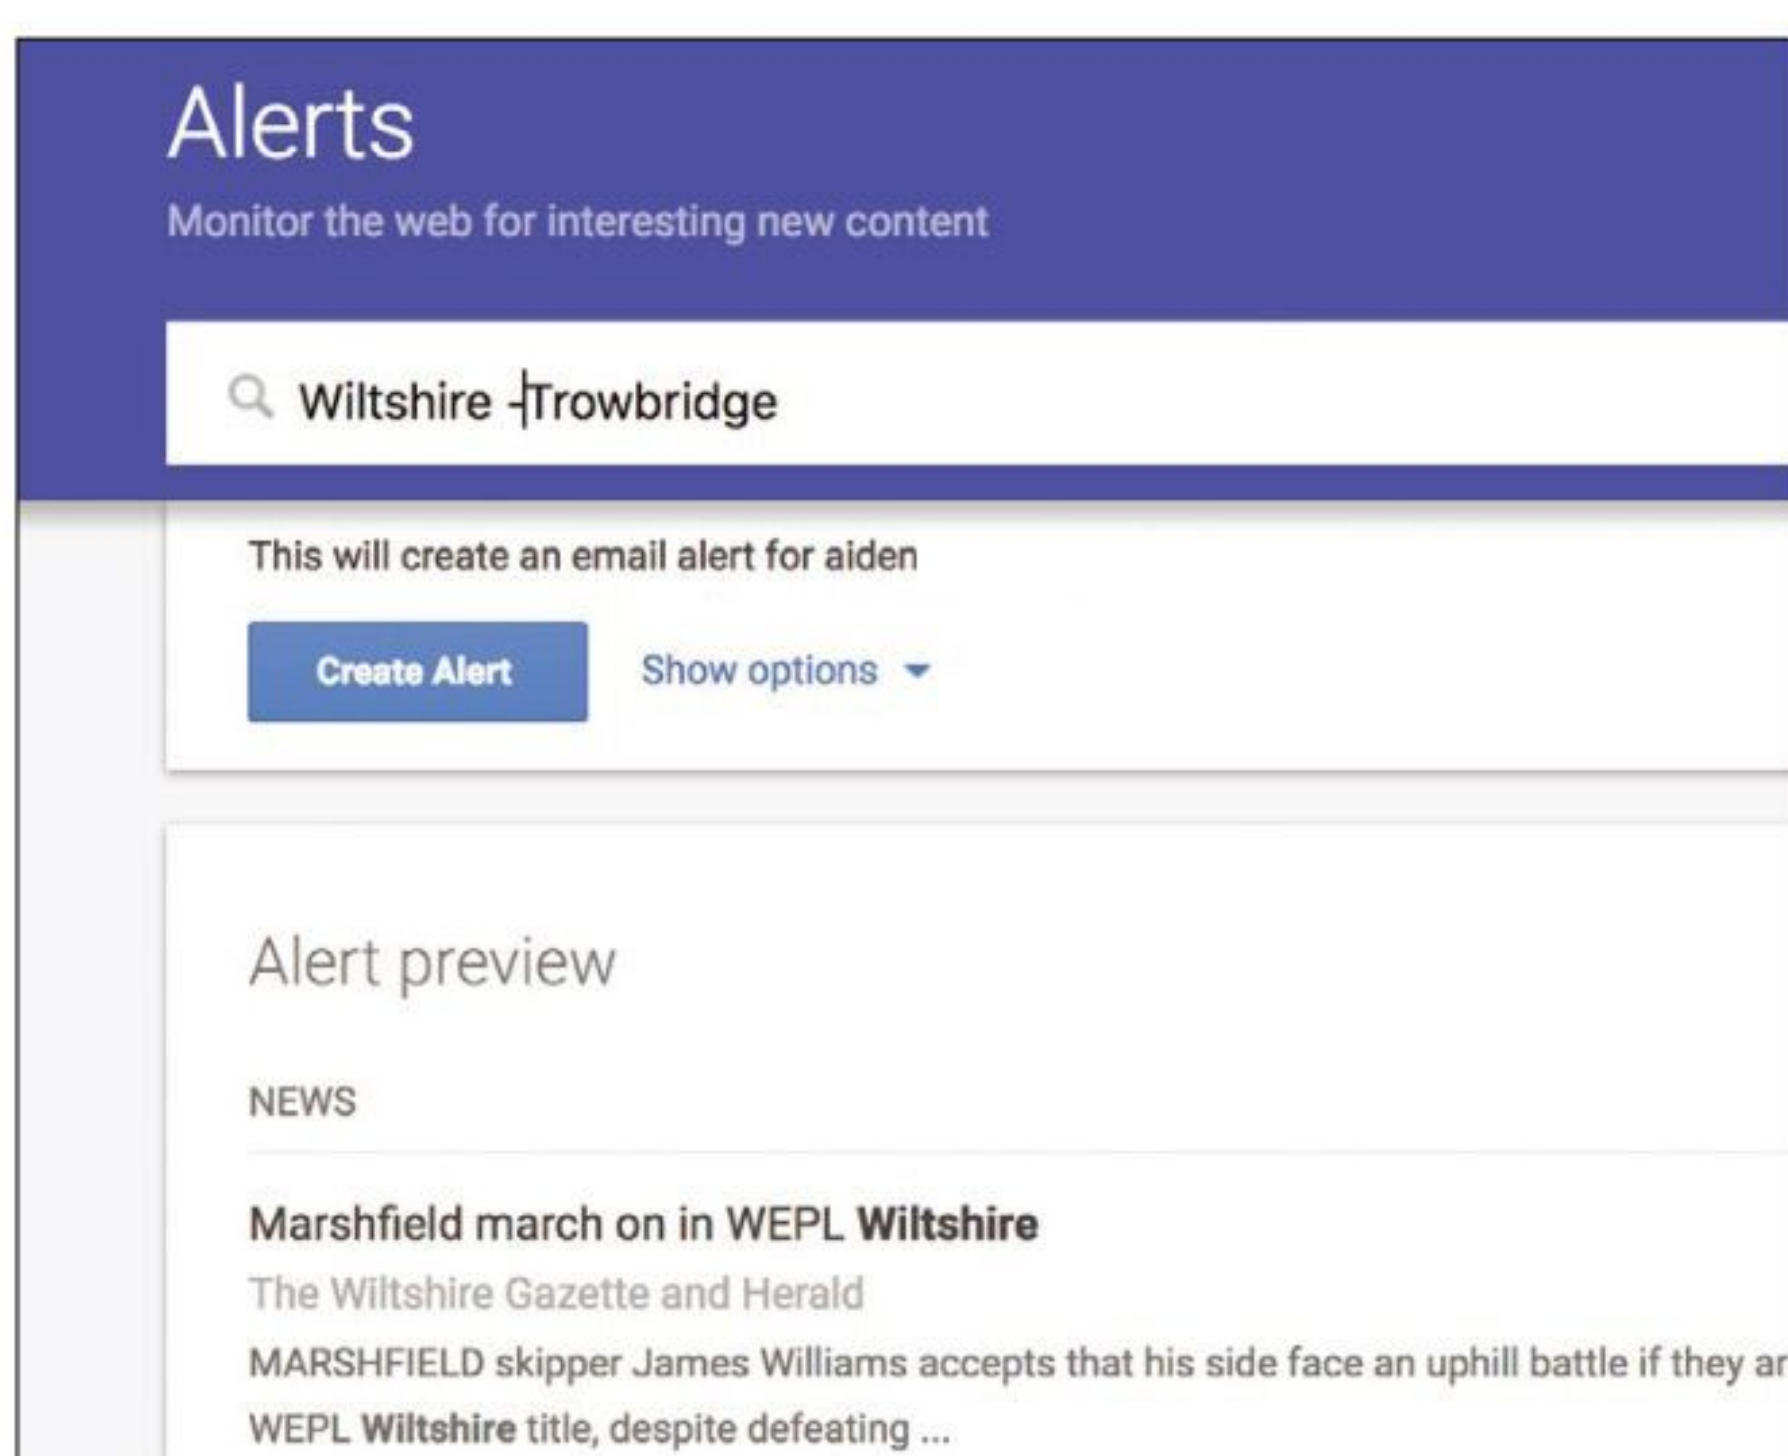 Alerts
Monitor the web for interesting new content
Wiltshire -Trowbridge
This will create an email alert for aiden
Create Alert
Show options
Alert preview
NEWS
Marshfield march on in WEPL Wiltshire
The Wiltshire Gazette and Herald
MARSHFIELD skipper James Williams accepts that his side face an uphill battle if they
WEPL Wiltshire title, despite defeating ...